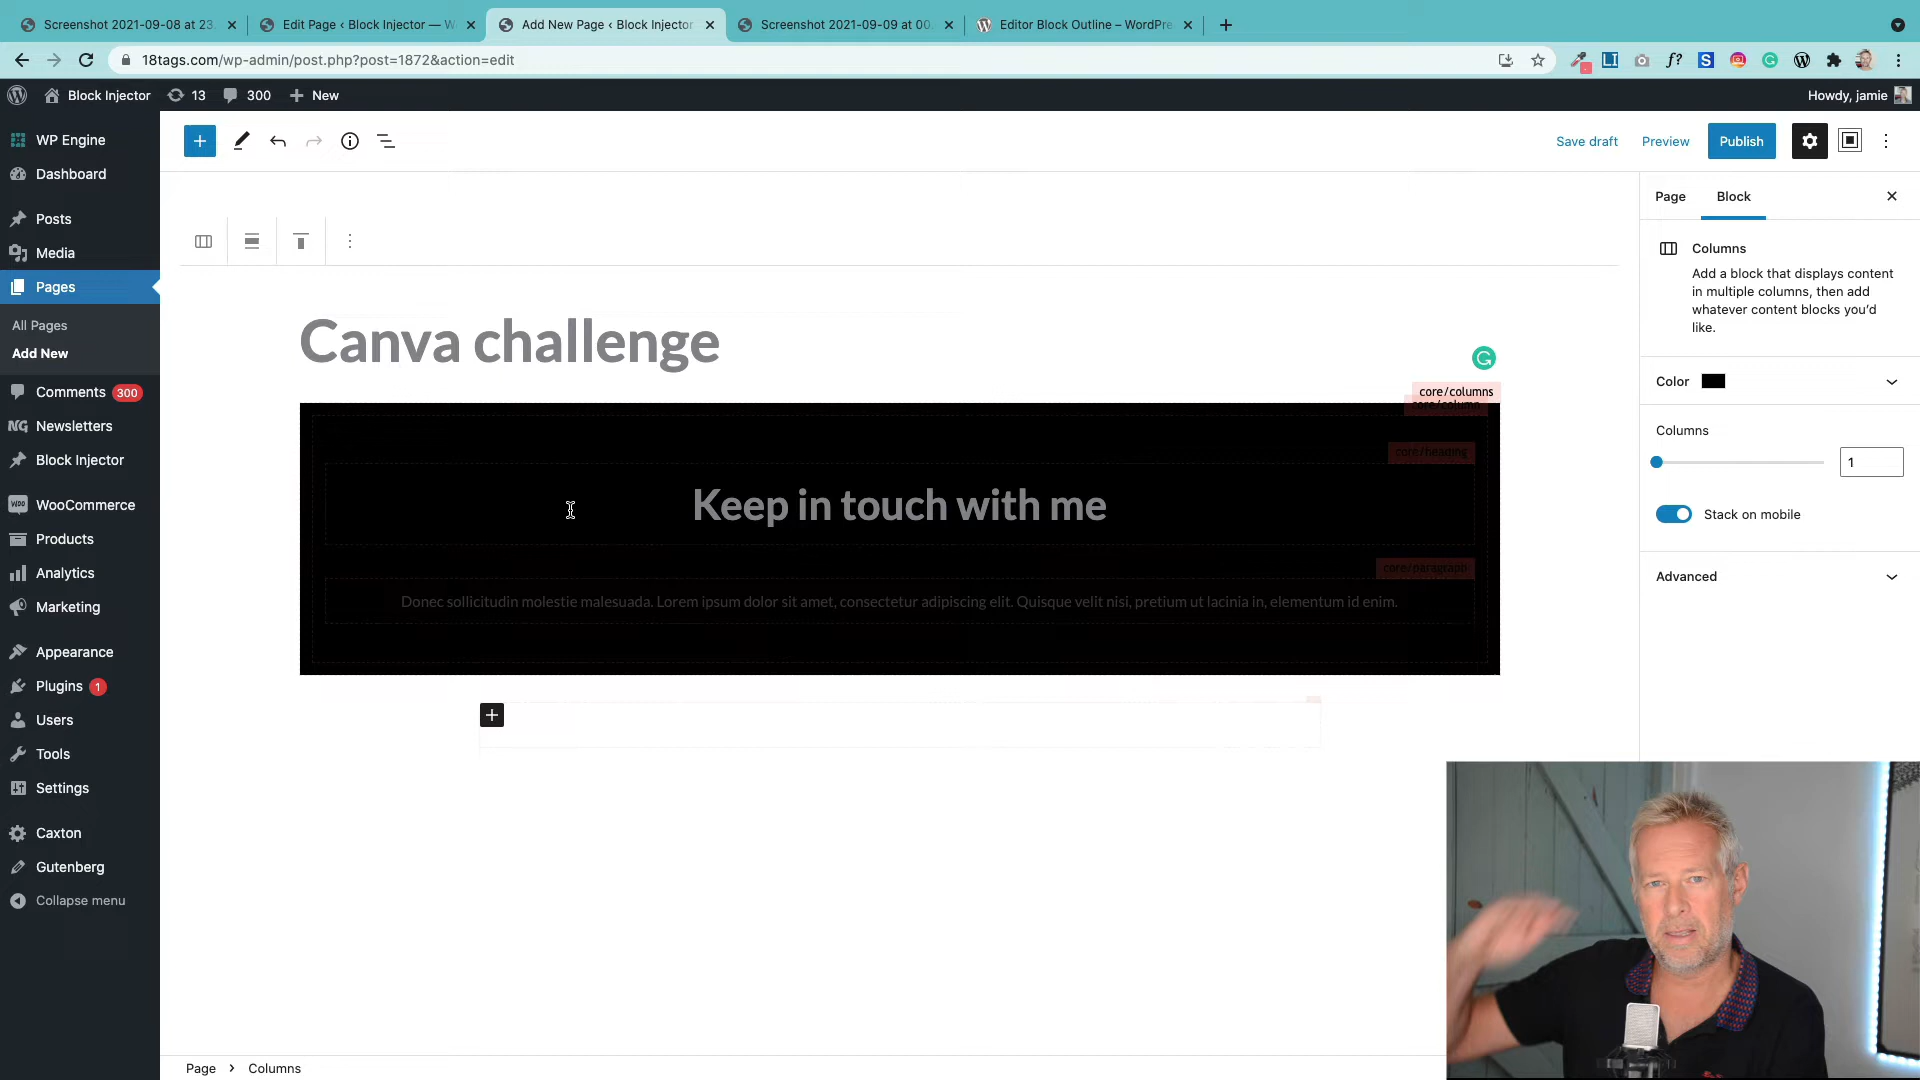 Screenshot 2021-09-08 at 23
Edit Page ‹ Block Injector — W
Add New Page ‹ Block Injector
Screenshot 2021-09-09 at 00.
Editor Block Outline – WordPre
18tags.com/wp-admin/post.php?post=1872&action=edit
Block Injector
13
300
New
Howdy, jamie
WP Engine
Dashboard
Posts
Media
Pages
All Pages
Add New
Comments 300
Newsletters
Block Injector
WooCommerce
Products
Analytics
Marketing
Appearance
Plugins 1
Users
Tools
Settings
Caxton
Gutenberg
Collapse menu
Save draft
Preview
Publish
Canva challenge
core/columns
core/column
core/heading
Keep in touch with me
core/paragraph
Donec sollicitudin molestie malesuada. Lorem ipsum dolor sit amet, consectetur adipiscing elit. Quisque velit nisi, pretium ut lacinia in, elementum id enim.
Page
Block
Columns
Add a block that displays content
in multiple columns, then add
whatever content blocks you'd
like.
Color
Columns
1
Stack on mobile
Advanced
Page › Columns